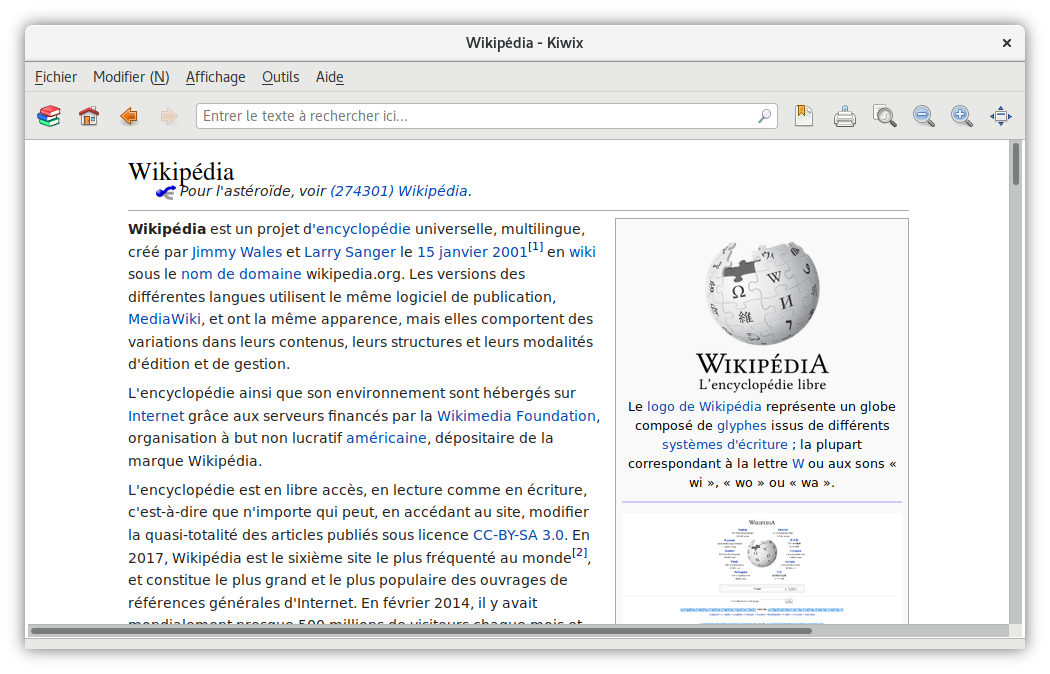 Wikipédia - Kiwix
Fichier Modifier (N) Affichage Outils Aide
Entrer le texte à rechercher ici...
Wikipédia
Pour l'astéroïde, voir (274301) Wikipédia.
Wikipédia est un projet d'encyclopédie universelle, multilingue,
créé par Jimmy Wales et Larry Sanger le 15 janvier 2001[1] en wiki
sous le nom de domaine wikipedia.org. Les versions des
différentes langues utilisent le même logiciel de publication,
MediaWiki, et ont la même apparence, mais elles comportent des
variations dans leurs contenus, leurs structures et leurs modalités
d'édition et de gestion.
L'encyclopédie ainsi que son environnement sont hébergés sur
Internet grâce aux serveurs financés par la Wikimedia Foundation,
organisation à but non lucratif américaine, dépositaire de la
marque Wikipédia.
L'encyclopédie est en libre accès, en lecture comme en écriture,
c'est-à-dire que n'importe qui peut, en accédant au site, modifier
la quasi-totalité des articles publiés sous licence CC-BY-SA 3.0. En
2017, Wikipédia est le sixième site le plus fréquenté au monde[2],
et constitue le plus grand et le plus populaire des ouvrages de
références générales d'Internet. En février 2014, il y avait
mondialement presque 500 millions de visiteurs chaque mois et
Ω W И 維
WIKIPÉDIA
L'encyclopédie libre
Le logo de Wikipédia représente un globe
composé de glyphes issus de différents
systèmes d'écriture ; la plupart
correspondant à la lettre W ou aux sons «
wi », « wo » ou « wa ».
WIKIPEDIA